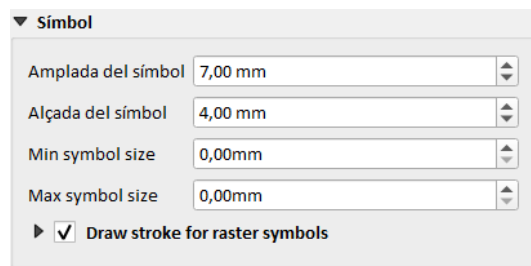 Símbol
Amplada del símbol 7,00 mm
Alçada del símbol 4,00 mm
Min symbol size 0,00mm
Max symbol size 0,00mm
Draw stroke for raster symbols